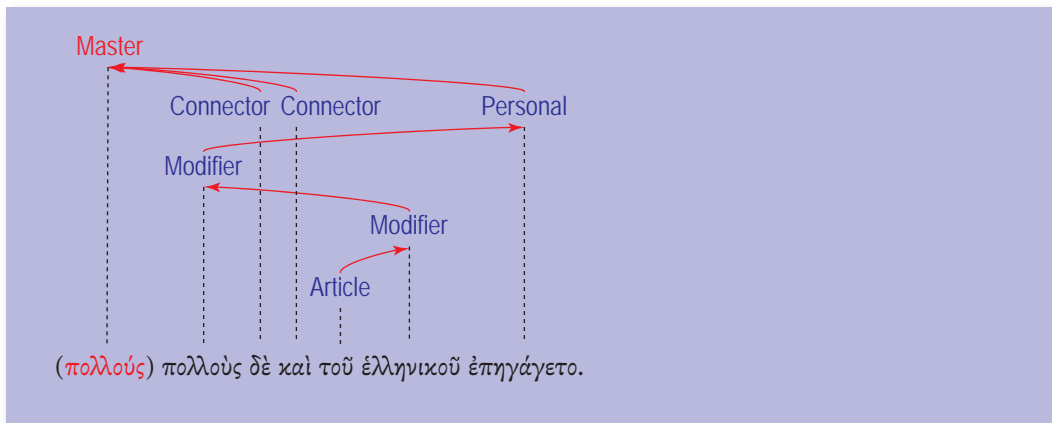 Master
Connector Connector Personal
Modifier
Modifier
Article
(πολλούς) πολλοὺς δὲ καὶ τοῦ ἑλληνικοῦ ἐπηγάγετο.